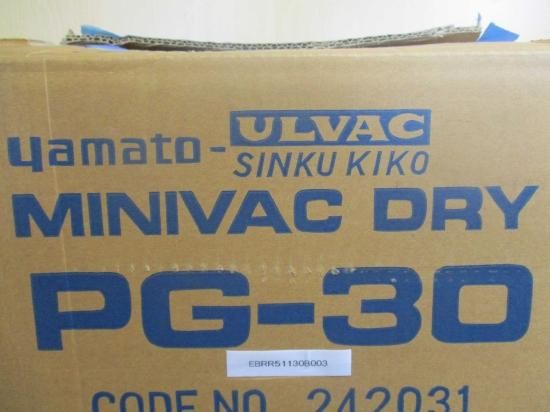 yamato - ULVAC
SINKU KIKO
MINIVAC DRY
PG-30
EBRR51130B003
CODE NO. 242031